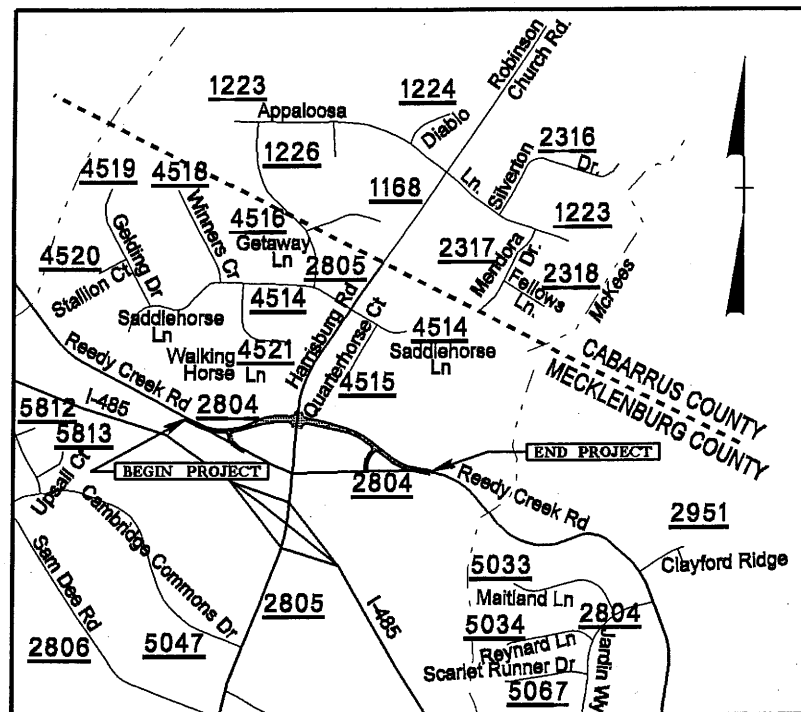 Robinson
Church Rd.
1223
Appaloosa
1224
Diablo
2316
Dr.
Silverton
4519
4518
1226
1168
Ln.
1223
Winners Cr
4516
Getaway
Ln
2805
Gelding Dr
4520
Stallion Ct
2317
Mendora
Dr.
Fellows
Ln.
2318
McKees
Saddlehorse
Ln
4514
Harrisburg Rd
Quarterhorse Ct
4514
Saddlehorse
Ln
Walking
Horse
4521
Ln
4515
CABARRUS COUNTY
MECKLENBURG COUNTY
Reedy Creek Rd
I-485
2804
5812
5813
Upsall Ct
BEGIN PROJECT
END PROJECT
2804
Reedy Creek Rd
Cambridge Commons Dr
Sam Dee Rd
2951
Clayford Ridge
5033
Maitland Ln
2804
5034
Reynard Ln
Scarlet Runner Dr
Jardin Wy
5067
2805
I-485
2806
5047